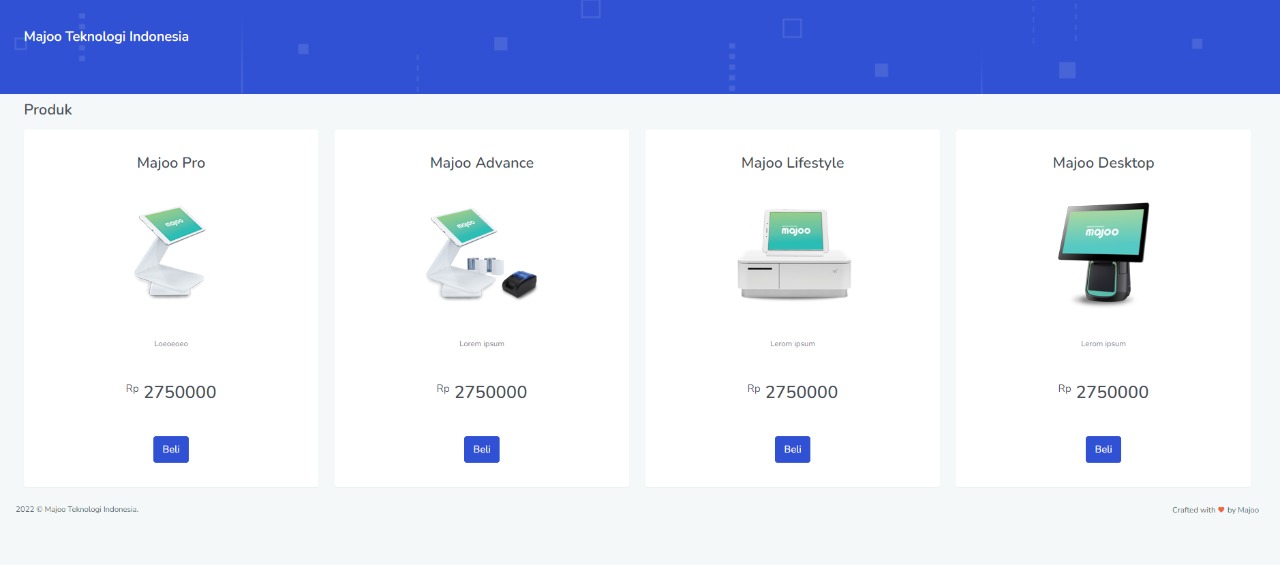 Majoo Teknologi Indonesia
Produk
Majoo Pro
majoo
Loeoeoeo
Rp 2750000
Beli
Majoo Advance
majoo
Lorem ipsum
Rp 2750000
Beli
Majoo Lifestyle
majoo
Lerom ipsum
Rp 2750000
Beli
Majoo Desktop
majoo
Lerom ipsum
Rp 2750000
Beli
2022 © Majoo Teknologi Indonesia.
Crafted with ❤ by Majoo